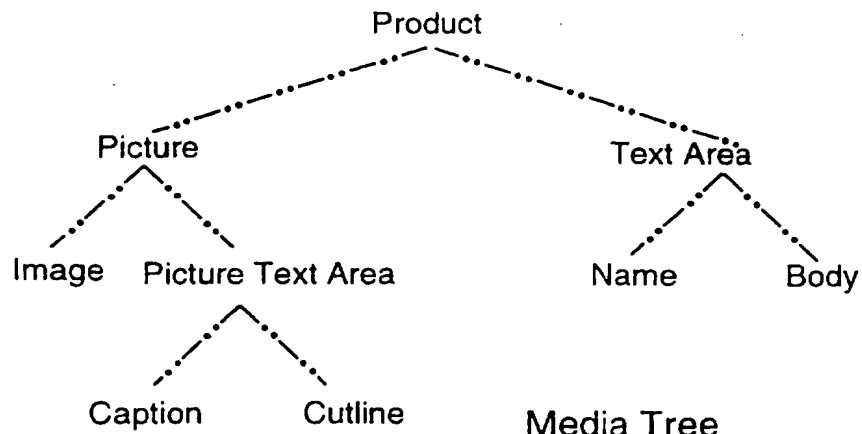 Product
Picture Text Area
Image Picture Text Area Name Body
Caption Cutline
Media Tree